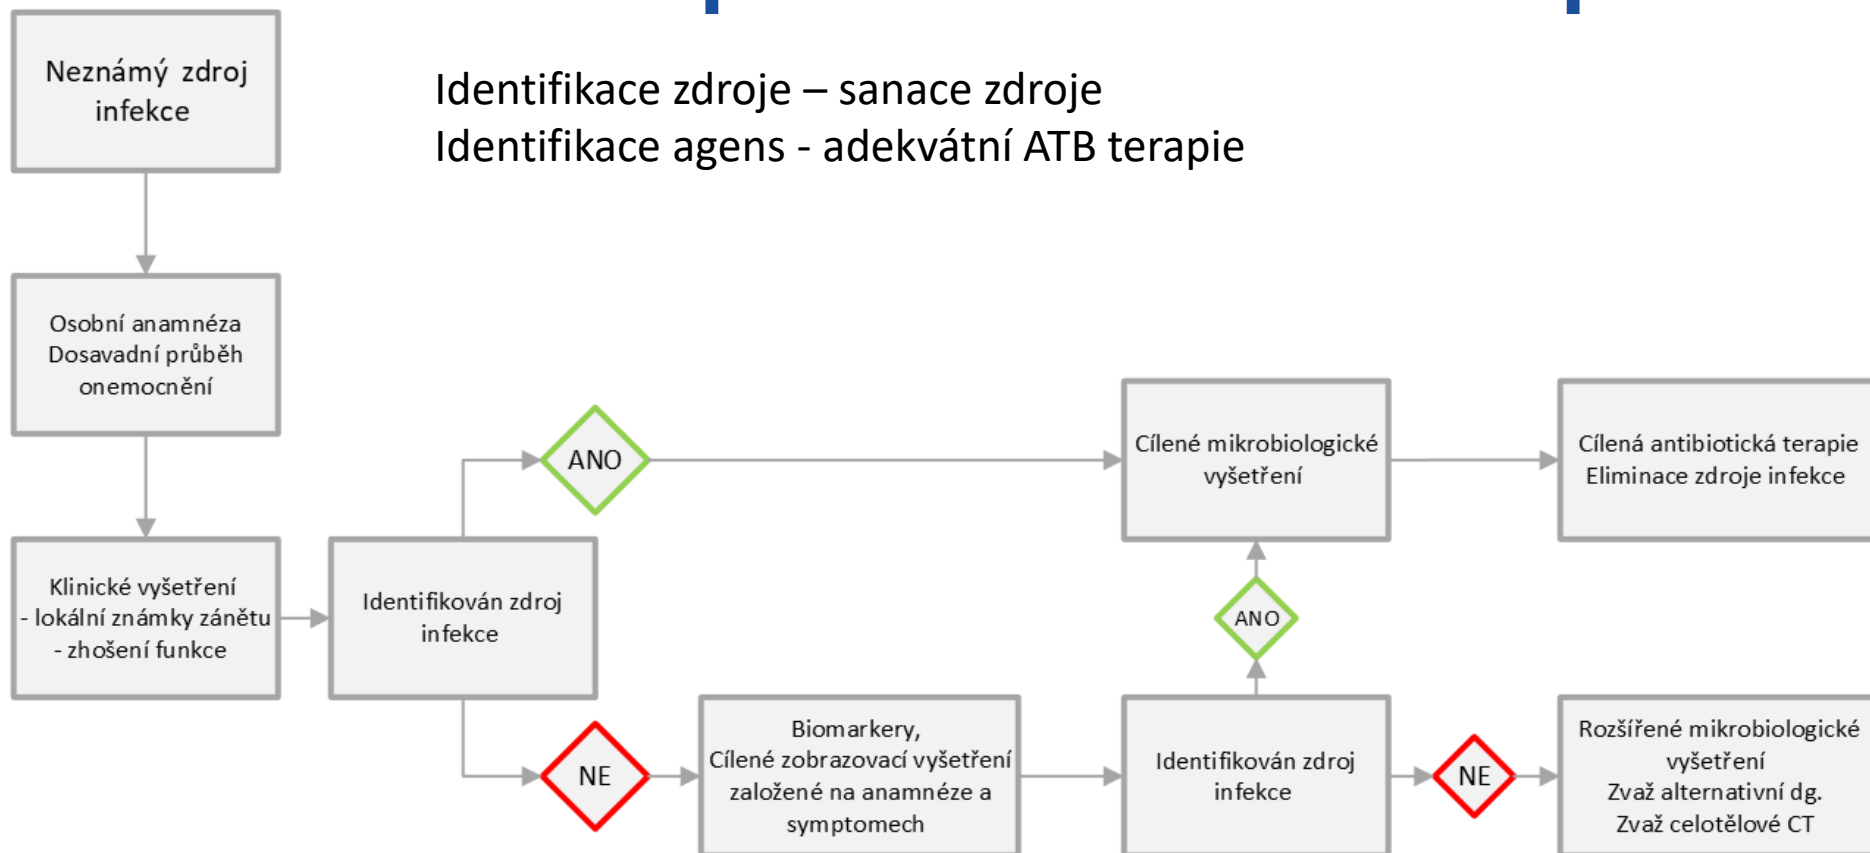 Neznámý zdroj
infekce
Identifikace zdroje – sanace zdroje
Identifikace agens - adekvátní ATB terapie
Osobní anamnéza
Dosavadní průběh
onemocnění
Klinické vyšetření
- lokální známky zánětu
- zhošení funkce
Identifikován zdroj
infekce
ANO
Cílené mikrobiologické
vyšetření
Cílená antibiotická terapie
Eliminace zdroje infekce
ANO
NE
Biomarkery,
Cílené zobrazovací vyšetření
založené na anamnéze a
symptomech
Identifikován zdroj
infekce
NE
Rozšířené mikrobiologické
vyšetření
Zvaž alternativní dg.
Zvaž celotělové CT